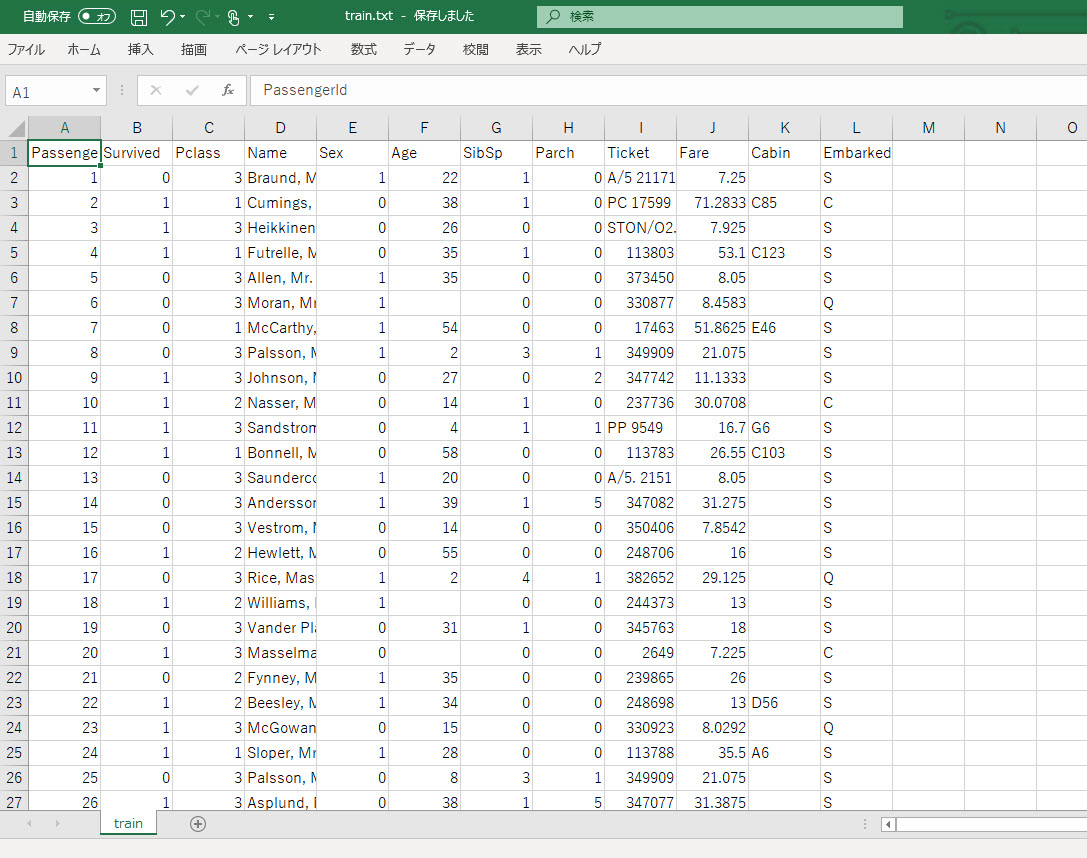 自動保存 オフ train.txt - 保存しました 検索
ファイル ホーム 挿入 描画 ページ レイアウト 数式 データ 校閲 表示 ヘルプ
A1 fx PassengerId
A B C D E F G H I J K L M N O
1 Passenge Survived Pclass Name Sex Age SibSp Parch Ticket Fare Cabin Embarked
2 1 0 3 Braund, M 1 22 1 0 A/5 21171 7.25 S
3 2 1 1 Cumings, 0 38 1 0 PC 17599 71.2833 C85 C
4 3 1 3 Heikkinen 0 26 0 0 STON/O2. 7.925 S
5 4 1 1 Futrelle, M 0 35 1 0 113803 53.1 C123 S
6 5 0 3 Allen, Mr. 1 35 0 0 373450 8.05 S
7 6 0 3 Moran, Mr 1 0 0 330877 8.4583 Q
8 7 0 1 McCarthy, 1 54 0 0 17463 51.8625 E46 S
9 8 0 3 Palsson, M 1 2 3 1 349909 21.075 S
10 9 1 3 Johnson, M 0 27 0 2 347742 11.1333 S
11 10 1 2 Nasser, M 0 14 1 0 237736 30.0708 C
12 11 1 3 Sandstrom 0 4 1 1 PP 9549 16.7 G6 S
13 12 1 1 Bonnell, M 0 58 0 0 113783 26.55 C103 S
14 13 0 3 Saunderco 1 20 0 0 A/5. 2151 8.05 S
15 14 0 3 Andersson 1 39 1 5 347082 31.275 S
16 15 0 3 Vestrom, M 0 14 0 0 350406 7.8542 S
17 16 1 2 Hewlett, M 0 55 0 0 248706 16 S
18 17 0 3 Rice, Mas 1 2 4 1 382652 29.125 Q
19 18 1 2 Williams, 1 0 0 244373 13 S
20 19 0 3 Vander Pla 0 31 1 0 345763 18 S
21 20 1 3 Masselma 0 0 0 2649 7.225 C
22 21 0 2 Fynney, M 1 35 0 0 239865 26 S
23 22 1 2 Beesley, M 1 34 0 0 248698 13 D56 S
24 23 1 3 McGowan 0 15 0 0 330923 8.0292 Q
25 24 1 1 Sloper, Mr 1 28 0 0 113788 35.5 A6 S
26 25 0 3 Palsson, M 0 8 3 1 349909 21.075 S
27 26 1 3 Asplund, 0 38 1 5 347077 31.3875 S
train